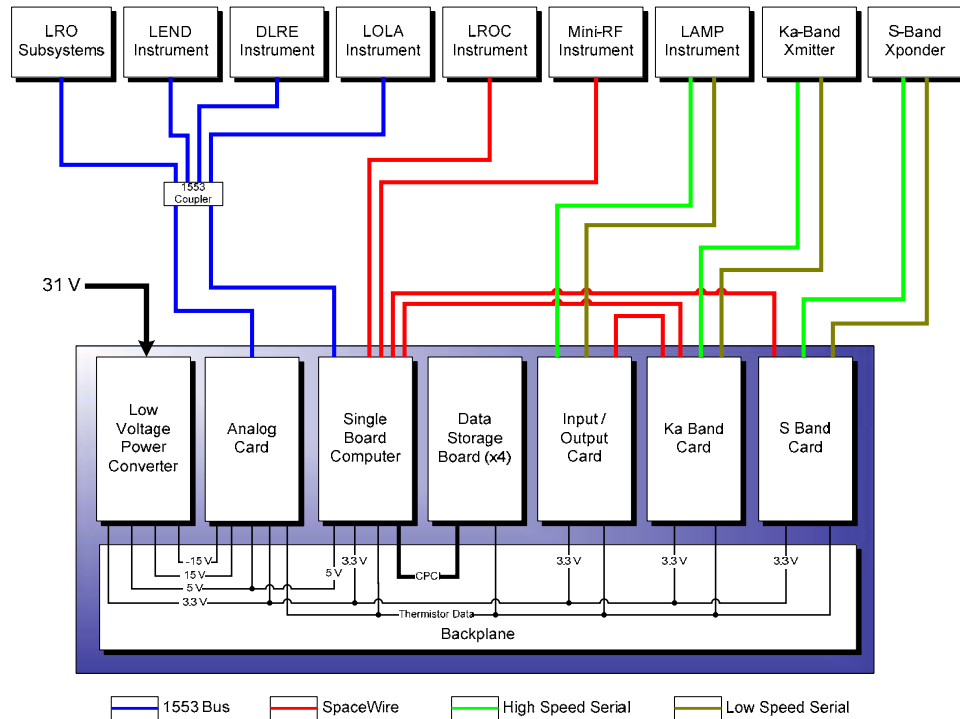 LRO
Subsystems
LEND
Instrument
DLRE
Instrument
LOLA
Instrument
LROC
Instrument
Mini-RF
Instrument
LAMP
Instrument
Ka-Band
Xmitter
S-Band
Xponder
1553
Coupler
31 V
Low
Voltage
Power
Converter
Analog
Card
Single
Board
Computer
Data
Storage
Board (x4)
Input /
Output
Card
Ka Band
Card
S Band
Card
-15 V
15 V
5 V
3.3 V
5 V
3.3 V
CPCI
3.3 V
3.3 V
3.3 V
Thermistor Data
Backplane
1553 Bus
SpaceWire
High Speed Serial
Low Speed Serial